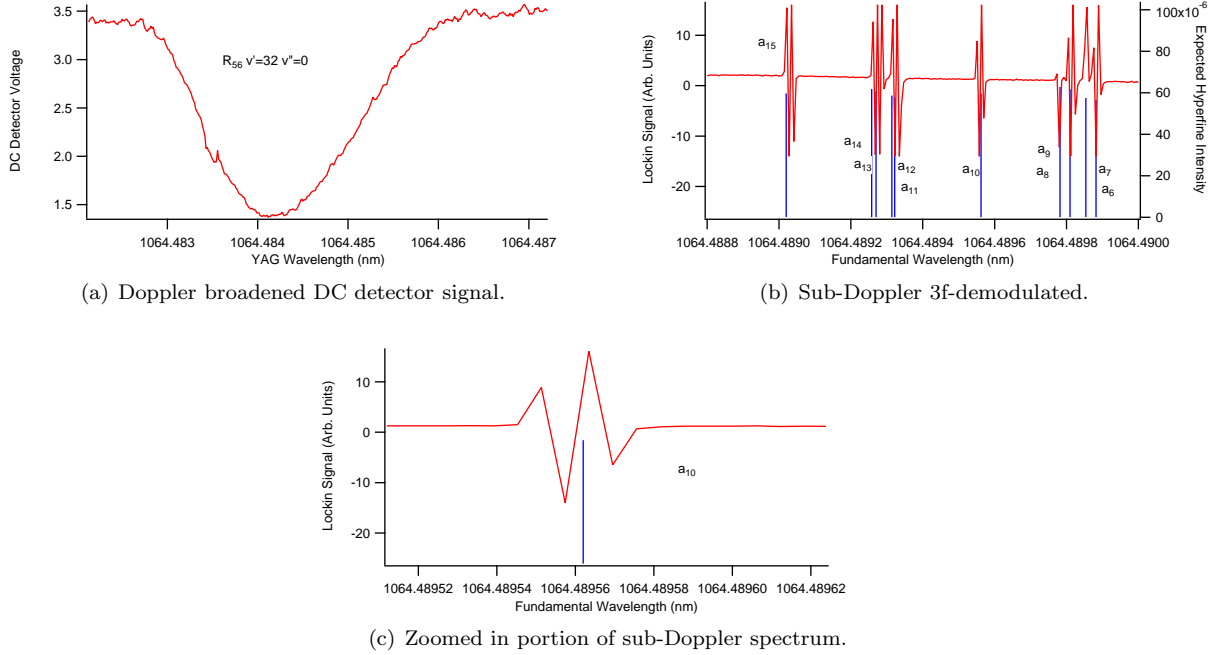 3.5
3.0
2.5
2.0
1.5
DC Detector Voltage
R56 v'=32 v"=0
1064.483 1064.484 1064.485 1064.486 1064.487
YAG Wavelength (nm)
(a) Doppler broadened DC detector signal.
10
0
-10
-20
Lockin Signal (Arb. Units)
a15
a14
a13
a12
a11
a10
a9
a8
a7
a6
100x10-6
80
60
40
20
0
Expected Hyperfine Intensity
1064.4888 1064.4890 1064.4892 1064.4894 1064.4896 1064.4898 1064.4900
Fundamental Wavelength (nm)
(b) Sub-Doppler 3f-demodulated.
10
0
-10
-20
Lockin Signal (Arb. Units)
a10
1064.48952 1064.48954 1064.48956 1064.48958 1064.48960 1064.48962
Fundamental Wavelength (nm)
(c) Zoomed in portion of sub-Doppler spectrum.